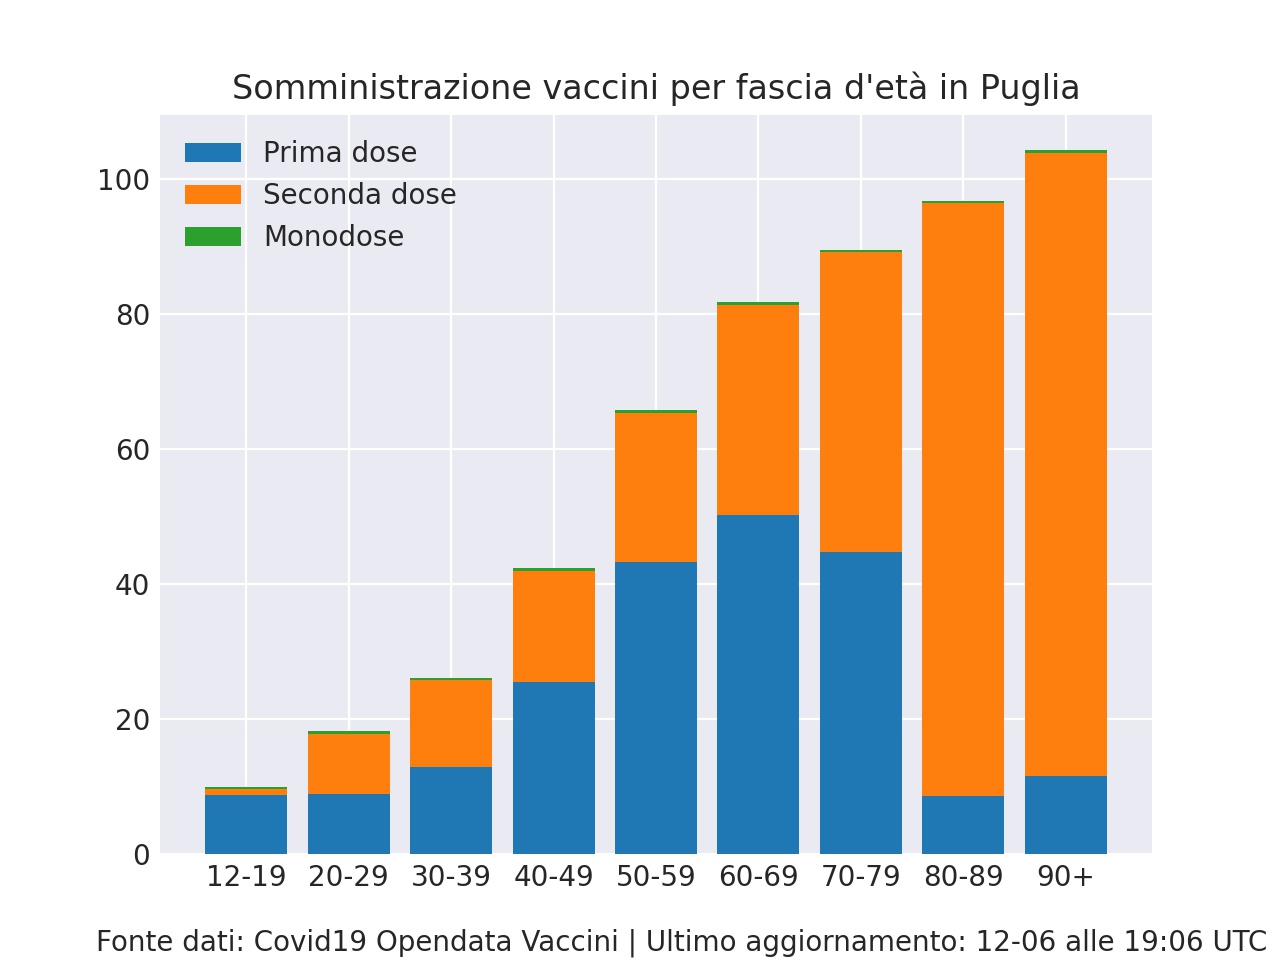 Somministrazione vaccini per fascia d'età in Puglia
Prima dose
Seconda dose
Monodose
100
80
60
40
20
0
12-19 20-29 30-39 40-49 50-59 60-69 70-79 80-89 90+
Fonte dati: Covid19 Opendata Vaccini | Ultimo aggiornamento: 12-06 alle 19:06 UTC